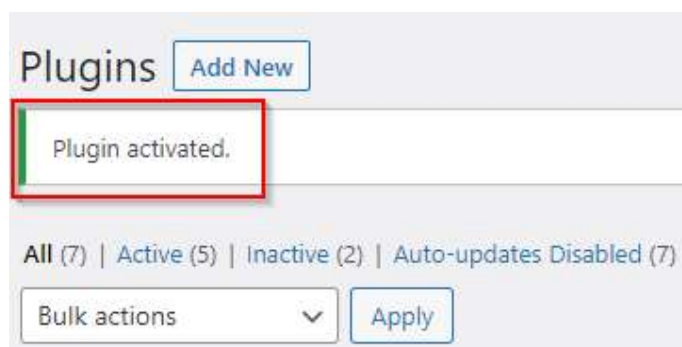 Plugins Add New
Plugin activated.
All (7) | Active (5) | Inactive (2) | Auto-updates Disabled (7)
Bulk actions Apply